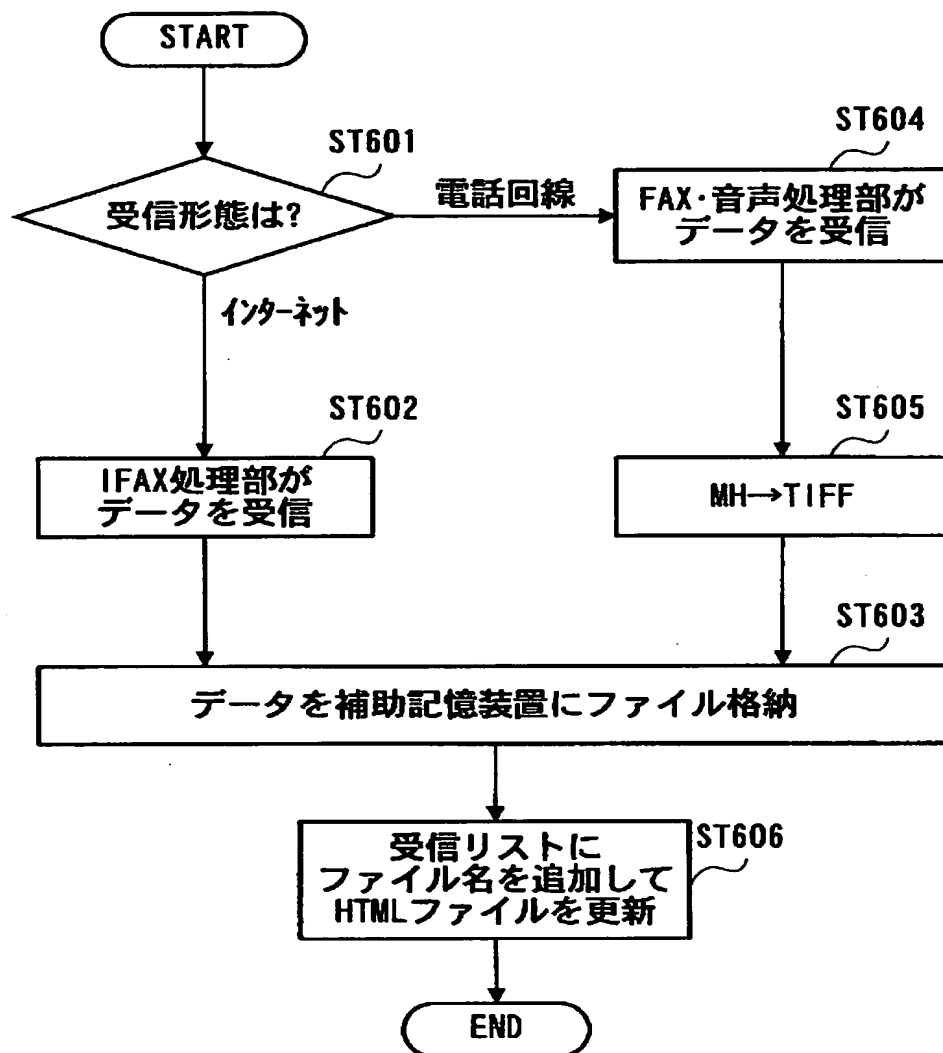 START
ST601
受信形態は?
電話回線
ST604
FAX・音声処理部が
データを受信
インターネット
ST602
IFAX処理部が
データを受信
ST605
MH→TIFF
ST603
データを補助記憶装置にファイル格納
ST606
受信リストに
ファイル名を追加して
HTMLファイルを更新
END